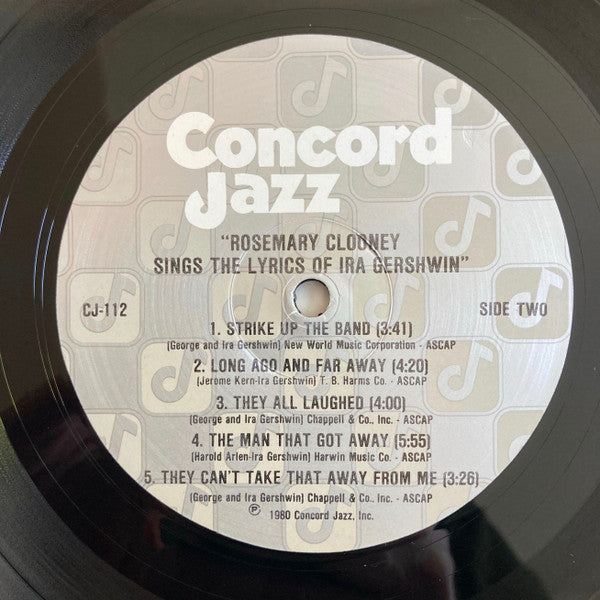 Concord
Jazz
"ROSEMARY CLOONEY
SINGS THE LYRICS OF IRA GERSHWIN"
CJ-112
SIDE TWO
1. STRIKE UP THE BAND (3:41)
(George and Ira Gershwin) New World Music Corporation - ASCAP
2. LONG AGO AND FAR AWAY (4:20)
(Jerome Kern-Ira Gershwin) T. B. Harms Co. - ASCAP
3. THEY ALL LAUGHED (4:00)
(George and Ira Gershwin) Chappell & Co., Inc. - ASCAP
4. THE MAN THAT GOT AWAY (5:55)
(Harold Arlen-Ira Gershwin) Harwin Music Co. - ASCAP
5. THEY CAN'T TAKE THAT AWAY FROM ME (3:26)
(George and Ira Gershwin) Chappell & Co., Inc. - ASCAP
℗ 1980 Concord Jazz, Inc.